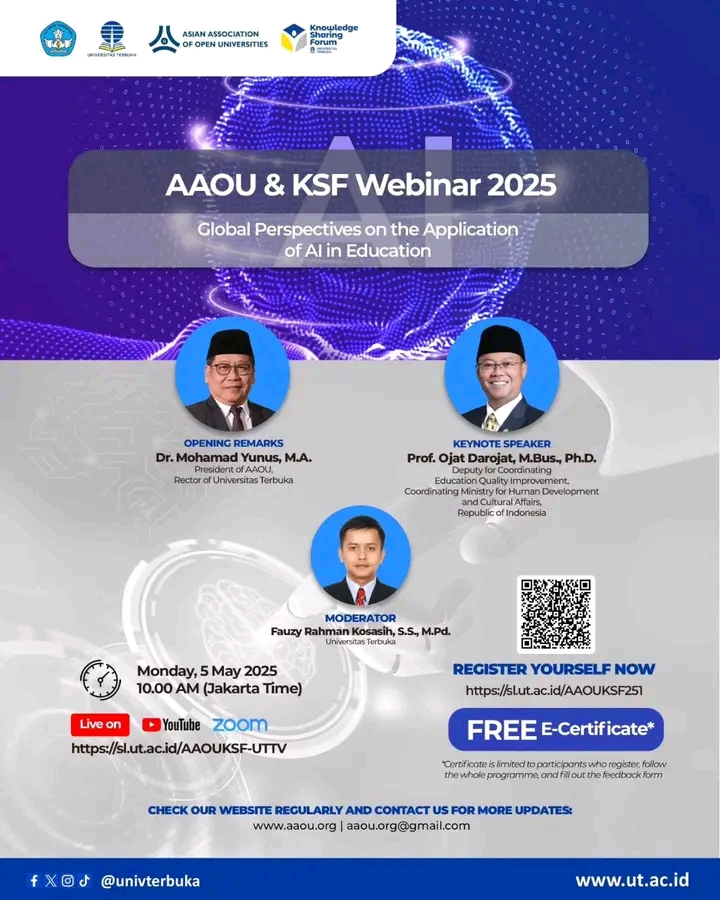 UNIVERSITAS TERBUKA
ASIAN ASSOCIATION
OF OPEN UNIVERSITIES
Knowledge
Sharing
Forum
UNIVERSITAS
TERBUKA
AI
AAOU & KSF Webinar 2025
Global Perspectives on the Application
of AI in Education
OPENING REMARKS
Dr. Mohamad Yunus, M.A.
President of AAOU,
Rector of Universitas Terbuka
KEYNOTE SPEAKER
Prof. Ojat Darojat, M.Bus., Ph.D.
Deputy for Coordinating
Education Quality Improvement,
Coordinating Ministry for Human Development
and Cultural Affairs,
Republic of Indonesia
MODERATOR
Fauzy Rahman Kosasih, S.S., M.Pd.
Universitas Terbuka
Monday, 5 May 2025
10.00 AM (Jakarta Time)
Live on YouTube zoom
https://sl.ut.ac.id/AAOUKSF-UTTV
REGISTER YOURSELF NOW
https://sl.ut.ac.id/AAOUKSF251
FREE E-Certificate*
*Certificate is limited to participants who register, follow
the whole programme, and fill out the feedback form
CHECK OUR WEBSITE REGULARLY AND CONTACT US FOR MORE UPDATES:
www.aaou.org | aaou.org@gmail.com
@univterbuka
www.ut.ac.id